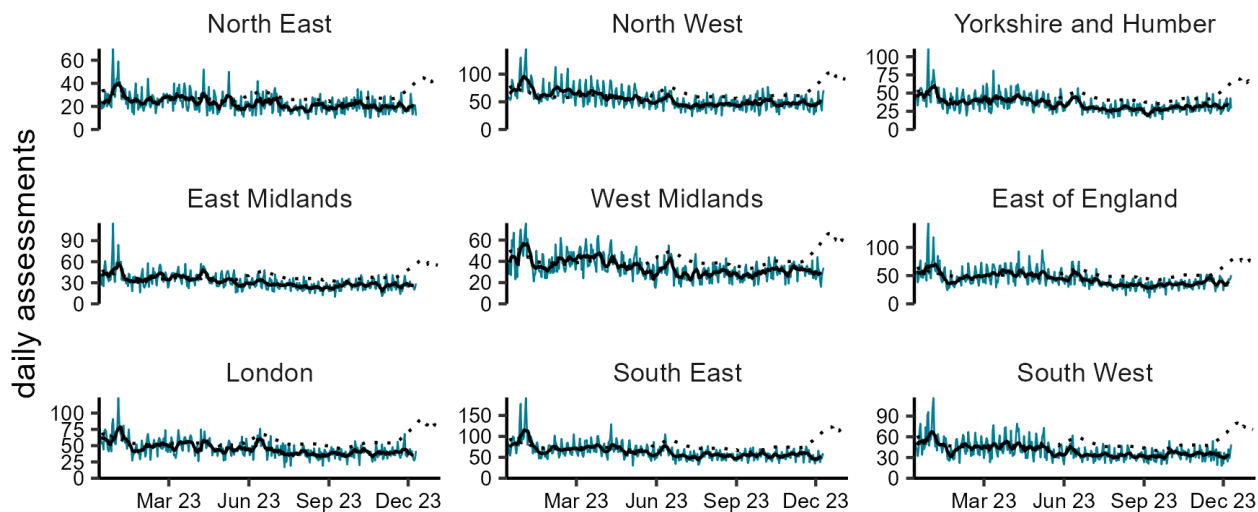 daily assessments
North East
60
40
20
0
North West
100
50
0
Yorkshire and Humber
100
75
50
25
0
East Midlands
90
60
30
0
West Midlands
60
40
20
0
East of England
100
50
0
London
100
75
50
25
0
South East
150
100
50
0
South West
90
60
30
0
Mar 23 Jun 23 Sep 23 Dec 23
Mar 23 Jun 23 Sep 23 Dec 23
Mar 23 Jun 23 Sep 23 Dec 23